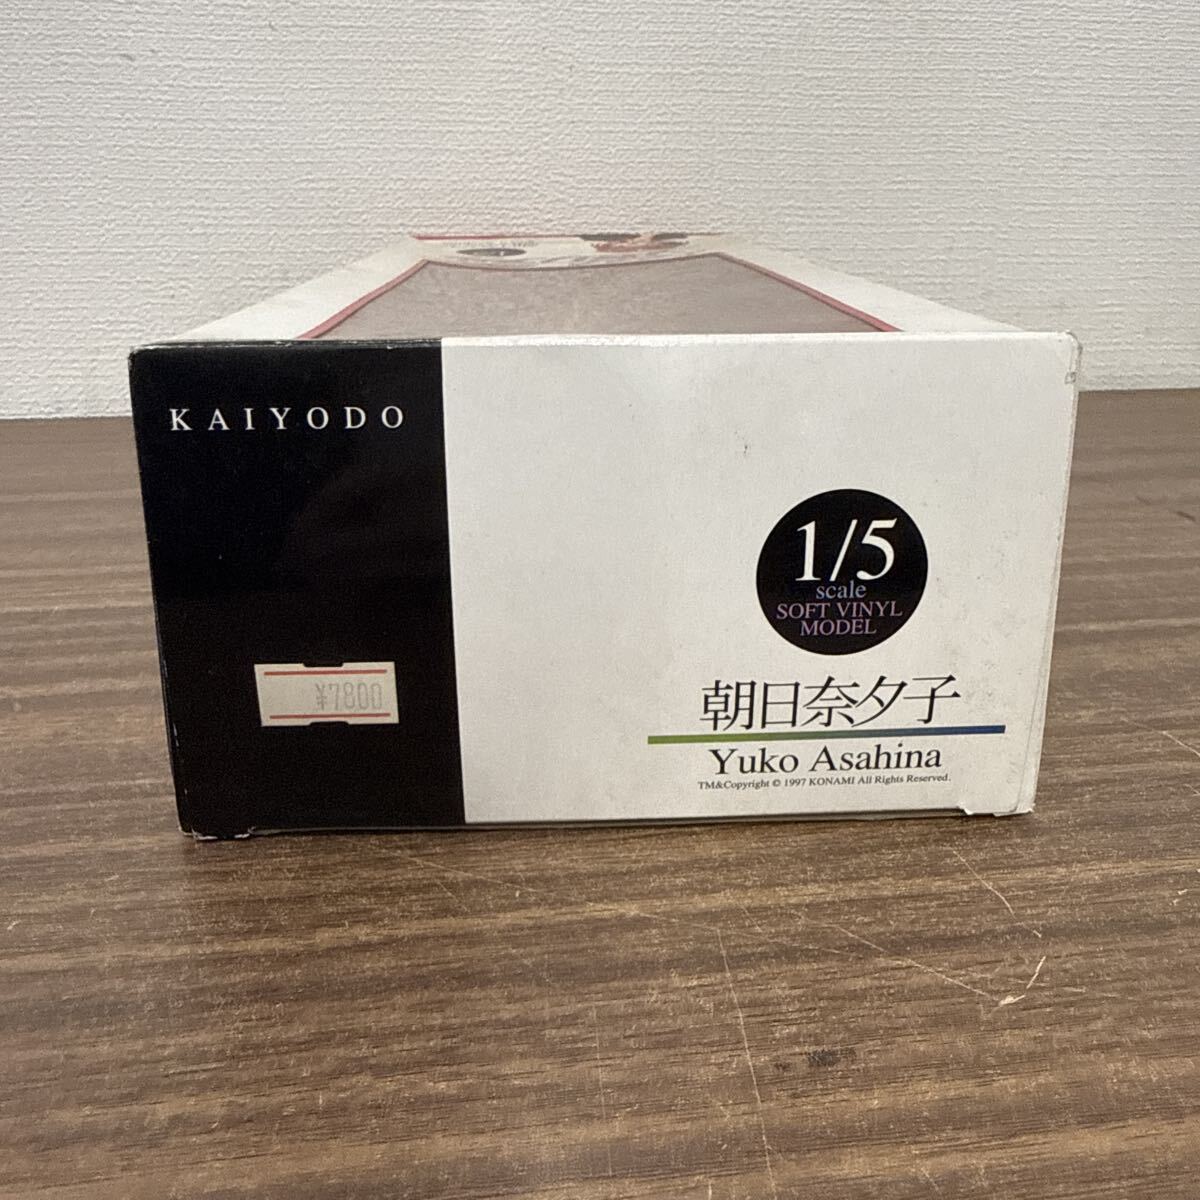 KAIYODO
1/5
scale
SOFT VINYL
MODEL
¥7800
朝日奈夕子
Yuko Asahina
TM&Copyright © 1997 KONAMI All Rights Reserved.